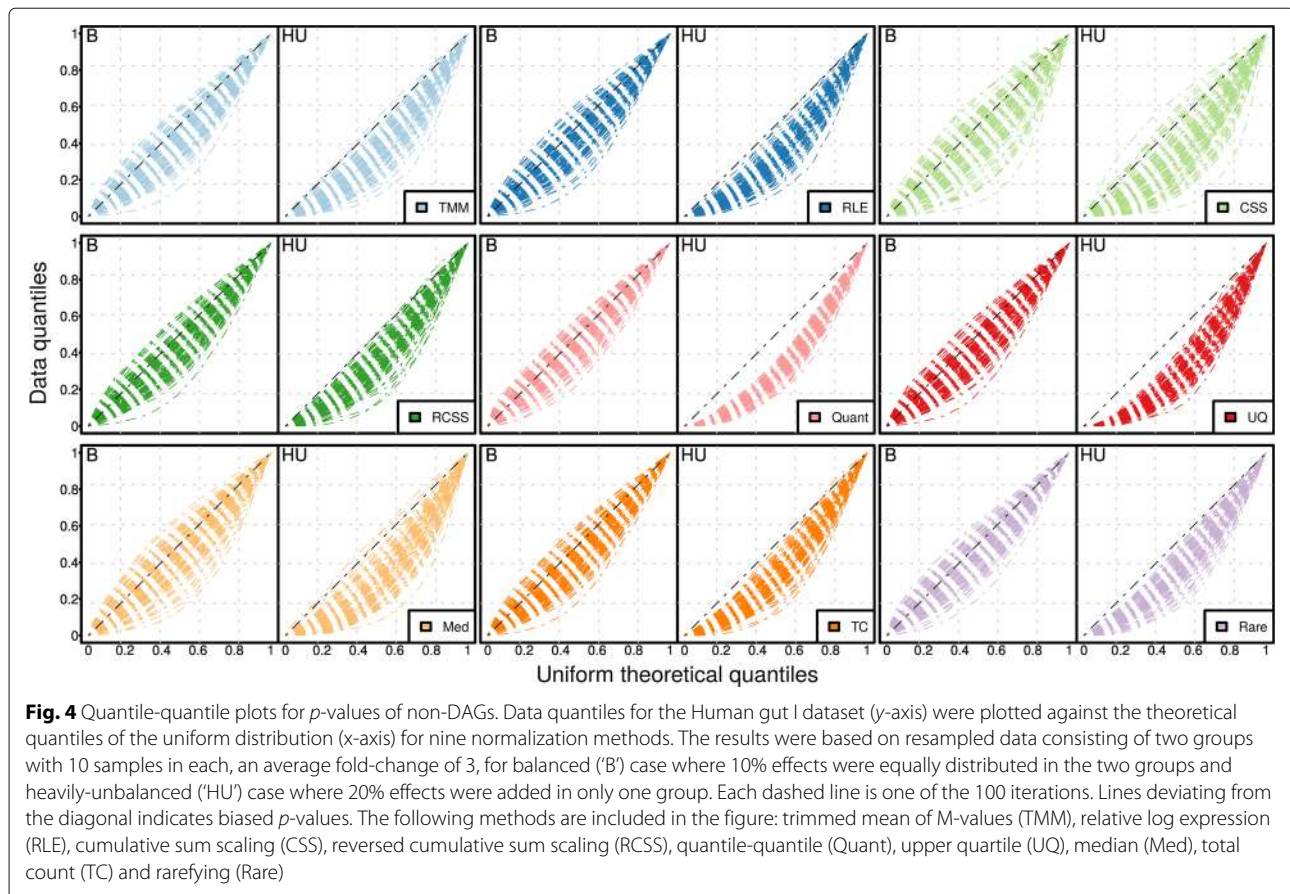 B HU B HU B HU
1
0.8
0.6
0.4
0.2
0
TMM RLE CSS
B HU B HU B HU
1
0.8
0.6
0.4
0.2
0
RCSS Quant UQ
Data quantiles
B HU B HU B HU
1
0.8
0.6
0.4
0.2
0
Med TC Rare
0 0.2 0.4 0.6 0.8 1 0 0.2 0.4 0.6 0.8 1 0 0.2 0.4 0.6 0.8 1 0 0.2 0.4 0.6 0.8 1 0 0.2 0.4 0.6 0.8 1 0 0.2 0.4 0.6 0.8 1
Uniform theoretical quantiles
Fig. 4 Quantile-quantile plots for p-values of non-DAGs. Data quantiles for the Human gut I dataset (y-axis) were plotted against the theoretical
quantiles of the uniform distribution (x-axis) for nine normalization methods. The results were based on resampled data consisting of two groups
with 10 samples in each, an average fold-change of 3, for balanced ('B') case where 10% effects were equally distributed in the two groups and
heavily-unbalanced ('HU') case where 20% effects were added in only one group. Each dashed line is one of the 100 iterations. Lines deviating from
the diagonal indicates biased p-values. The following methods are included in the figure: trimmed mean of M-values (TMM), relative log expression
(RLE), cumulative sum scaling (CSS), reversed cumulative sum scaling (RCSS), quantile-quantile (Quant), upper quartile (UQ), median (Med), total
count (TC) and rarefying (Rare)